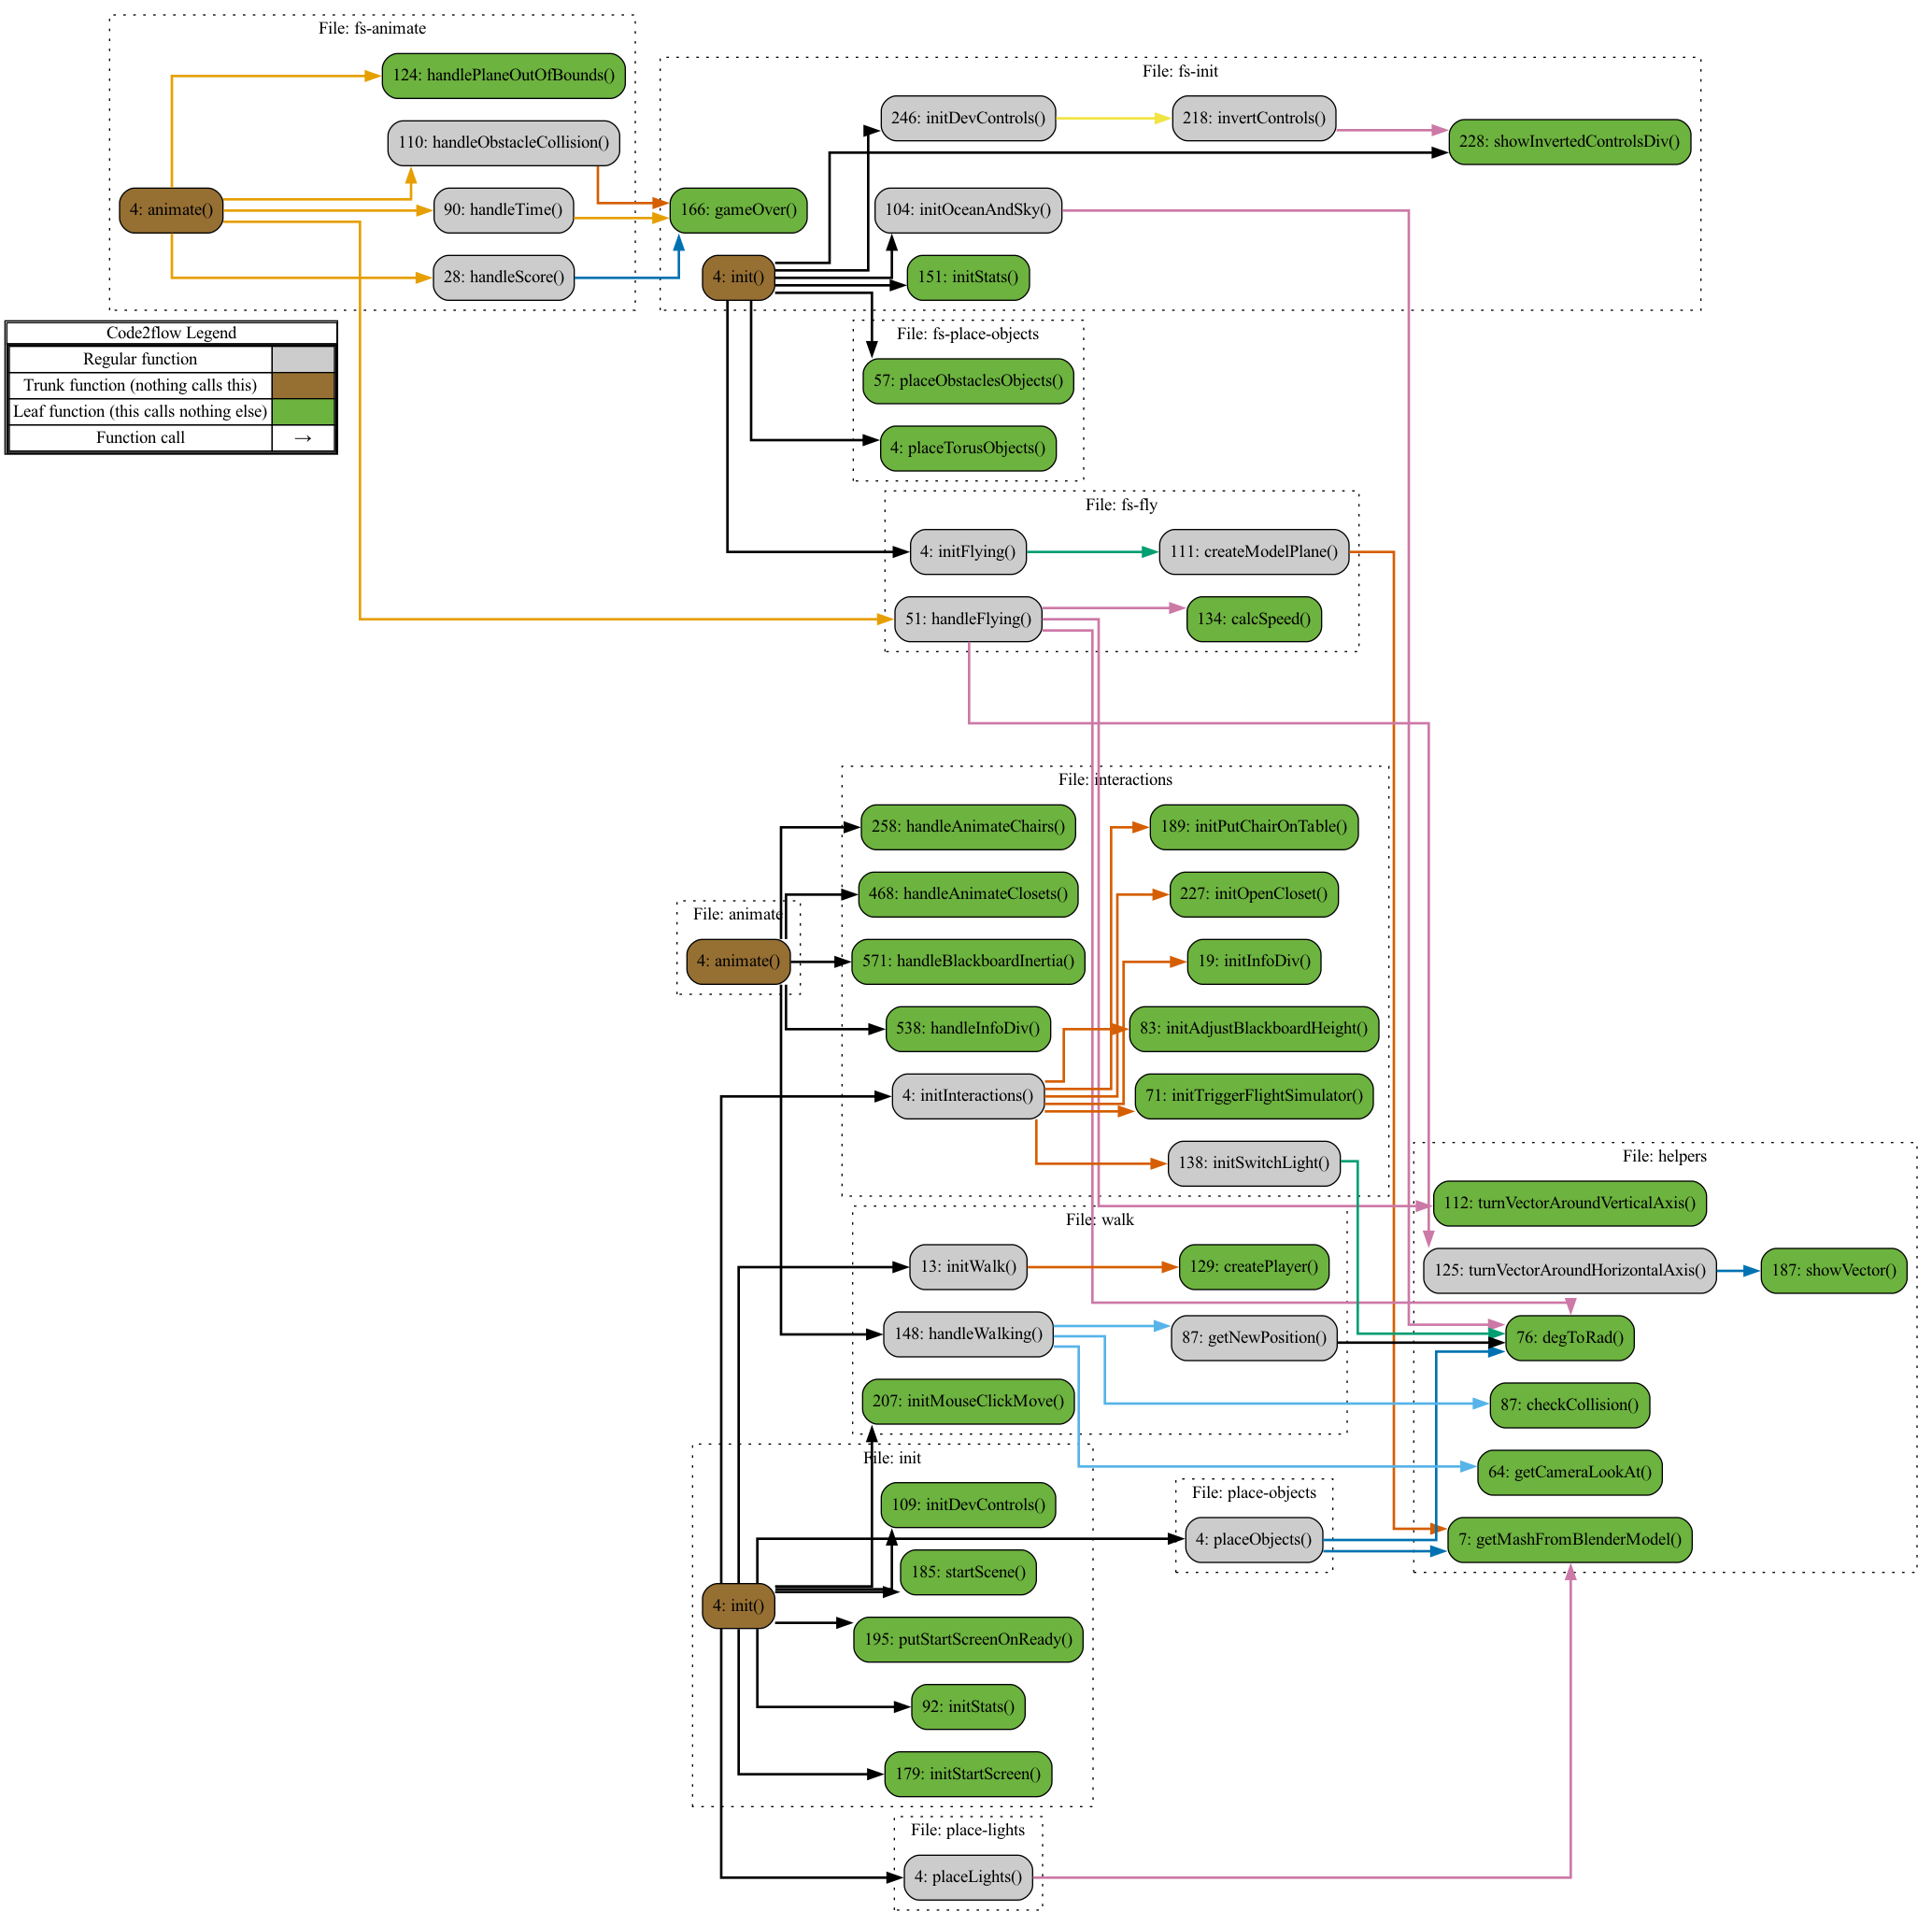 File: fs-animate
124: handlePlaneOutOfBounds()
110: handleObstacleCollision()
4: animate()
90: handleTime()
28: handleScore()
File: fs-init
246: initDevControls()
218: invertControls()
228: showInvertedControlsDiv()
166: gameOver()
104: initOceanAndSky()
4: init()
151: initStats()
Code2flow Legend
Regular function
Trunk function (nothing calls this)
Leaf function (this calls nothing else)
Function call →
File: fs-place-objects
57: placeObstaclesObjects()
4: placeTorusObjects()
File: fs-fly
4: initFlying()
111: createModelPlane()
51: handleFlying()
134: calcSpeed()
File: interactions
258: handleAnimateChairs()
189: initPutChairOnTable()
468: handleAnimateClosets()
227: initOpenCloset()
File: animate
4: animate()
571: handleBlackboardInertia()
19: initInfoDiv()
538: handleInfoDiv()
83: initAdjustBlackboardHeight()
4: initInteractions()
71: initTriggerFlightSimulator()
138: initSwitchLight()
File: helpers
112: turnVectorAroundVerticalAxis()
125: turnVectorAroundHorizontalAxis()
187: showVector()
76: degToRad()
87: checkCollision()
64: getCameraLookAt()
7: getMashFromBlenderModel()
File: walk
13: initWalk()
129: createPlayer()
148: handleWalking()
87: getNewPosition()
207: initMouseClickMove()
File: init
109: initDevControls()
185: startScene()
4: init()
195: putStartScreenOnReady()
92: initStats()
179: initStartScreen()
File: place-objects
4: placeObjects()
File: place-lights
4: placeLights()